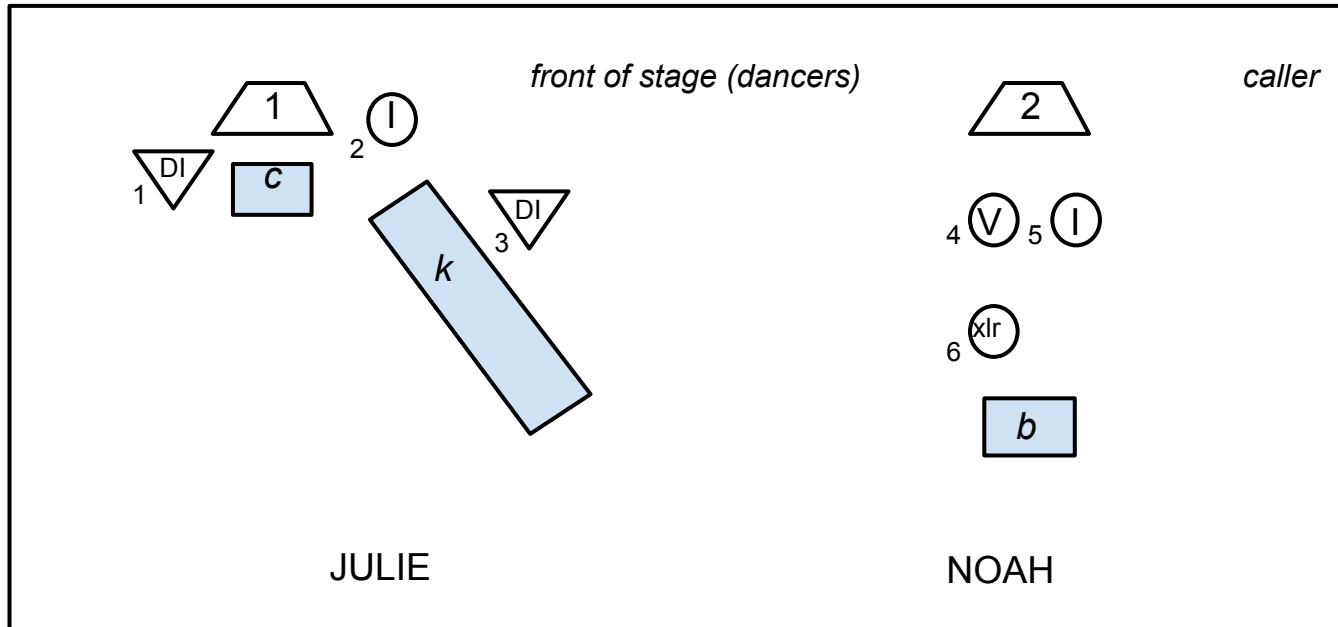 front of stage (dancers)
caller
1
I
2
2
DI
1
c
DI
3
k
4
V
5
I
xlr
6
b
JULIE
NOAH